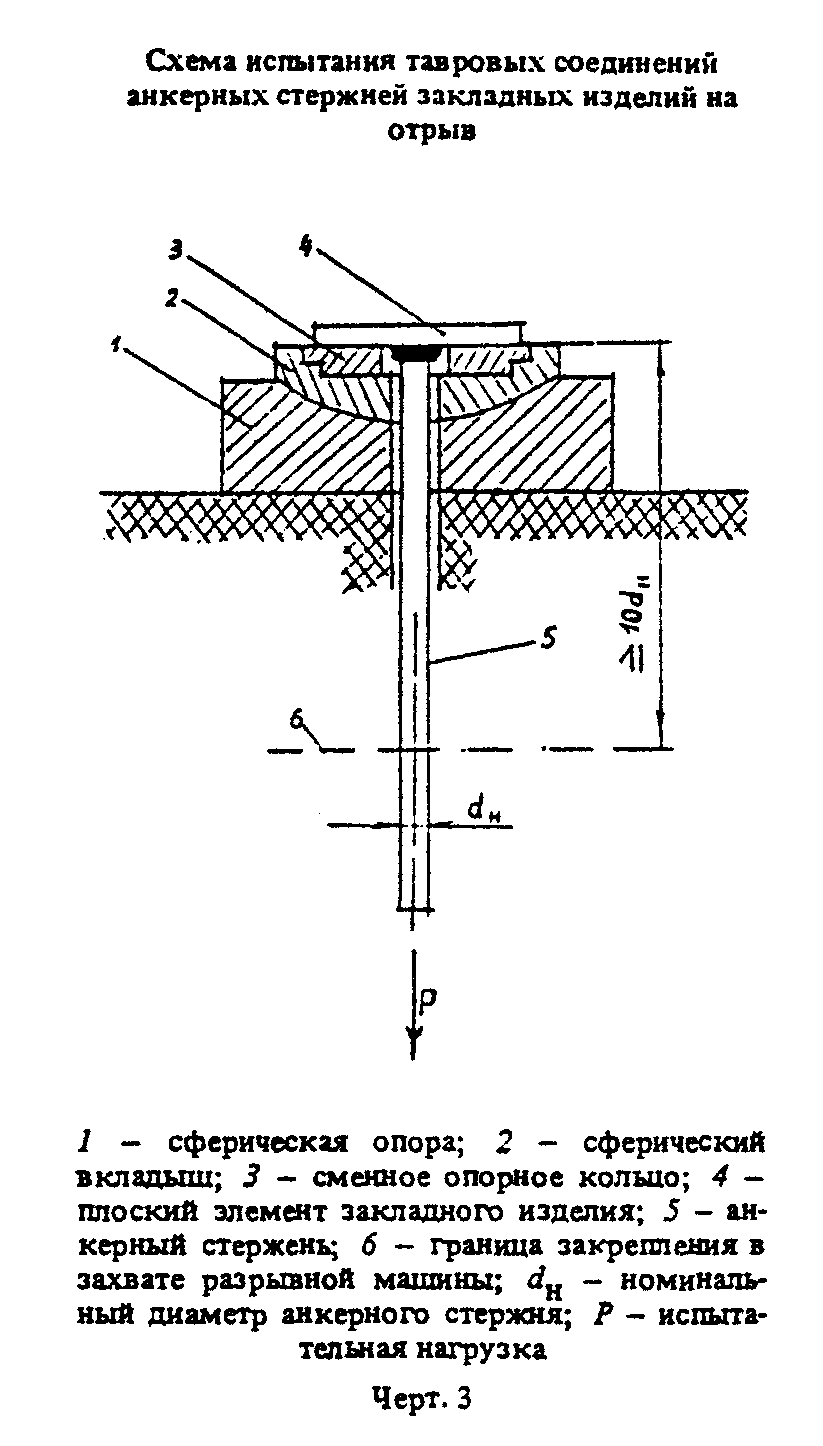 Схема испытания тавровых соединений
анкерных стержней закладных изделий на
отрыв
4
3
2
1
≥ 10dн
5
6
dн
P
1 – сферическая опора; 2 – сферический
вкладыш; 3 – сменное опорное кольцо; 4 –
плоский элемент закладного изделия; 5 – ан-
керный стержень; 6 – граница закрепления в
захвате разрывной машины; dн – номиналь-
ный диаметр анкерного стержня; P – испыта-
тельная нагрузка
Черт. 3